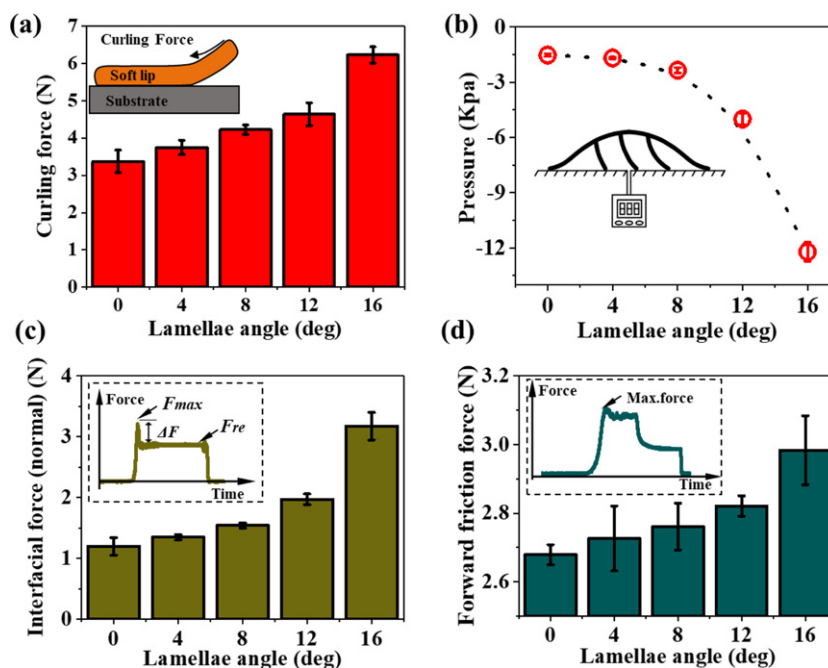 (a)
Curling force (N)
7
6
5
4
3
2
1
0
Curling Force
Soft lip
Substrate
0 4 8 12 16
Lamellae angle (deg)
(b)
Pressure (Kpa)
0
-3
-6
-9
-12
0 4 8 12 16
Lamellae angle (deg)
(c)
Interfacial force (normal) (N)
4
3
2
1
0
Force
Fmax
ΔF
Fre
Time
0 4 8 12 16
Lamellae angle (deg)
(d)
Forward friction force (N)
3.2
3.0
2.8
2.6
Force
Max.force
Time
0 4 8 12 16
Lamellae angle (deg)